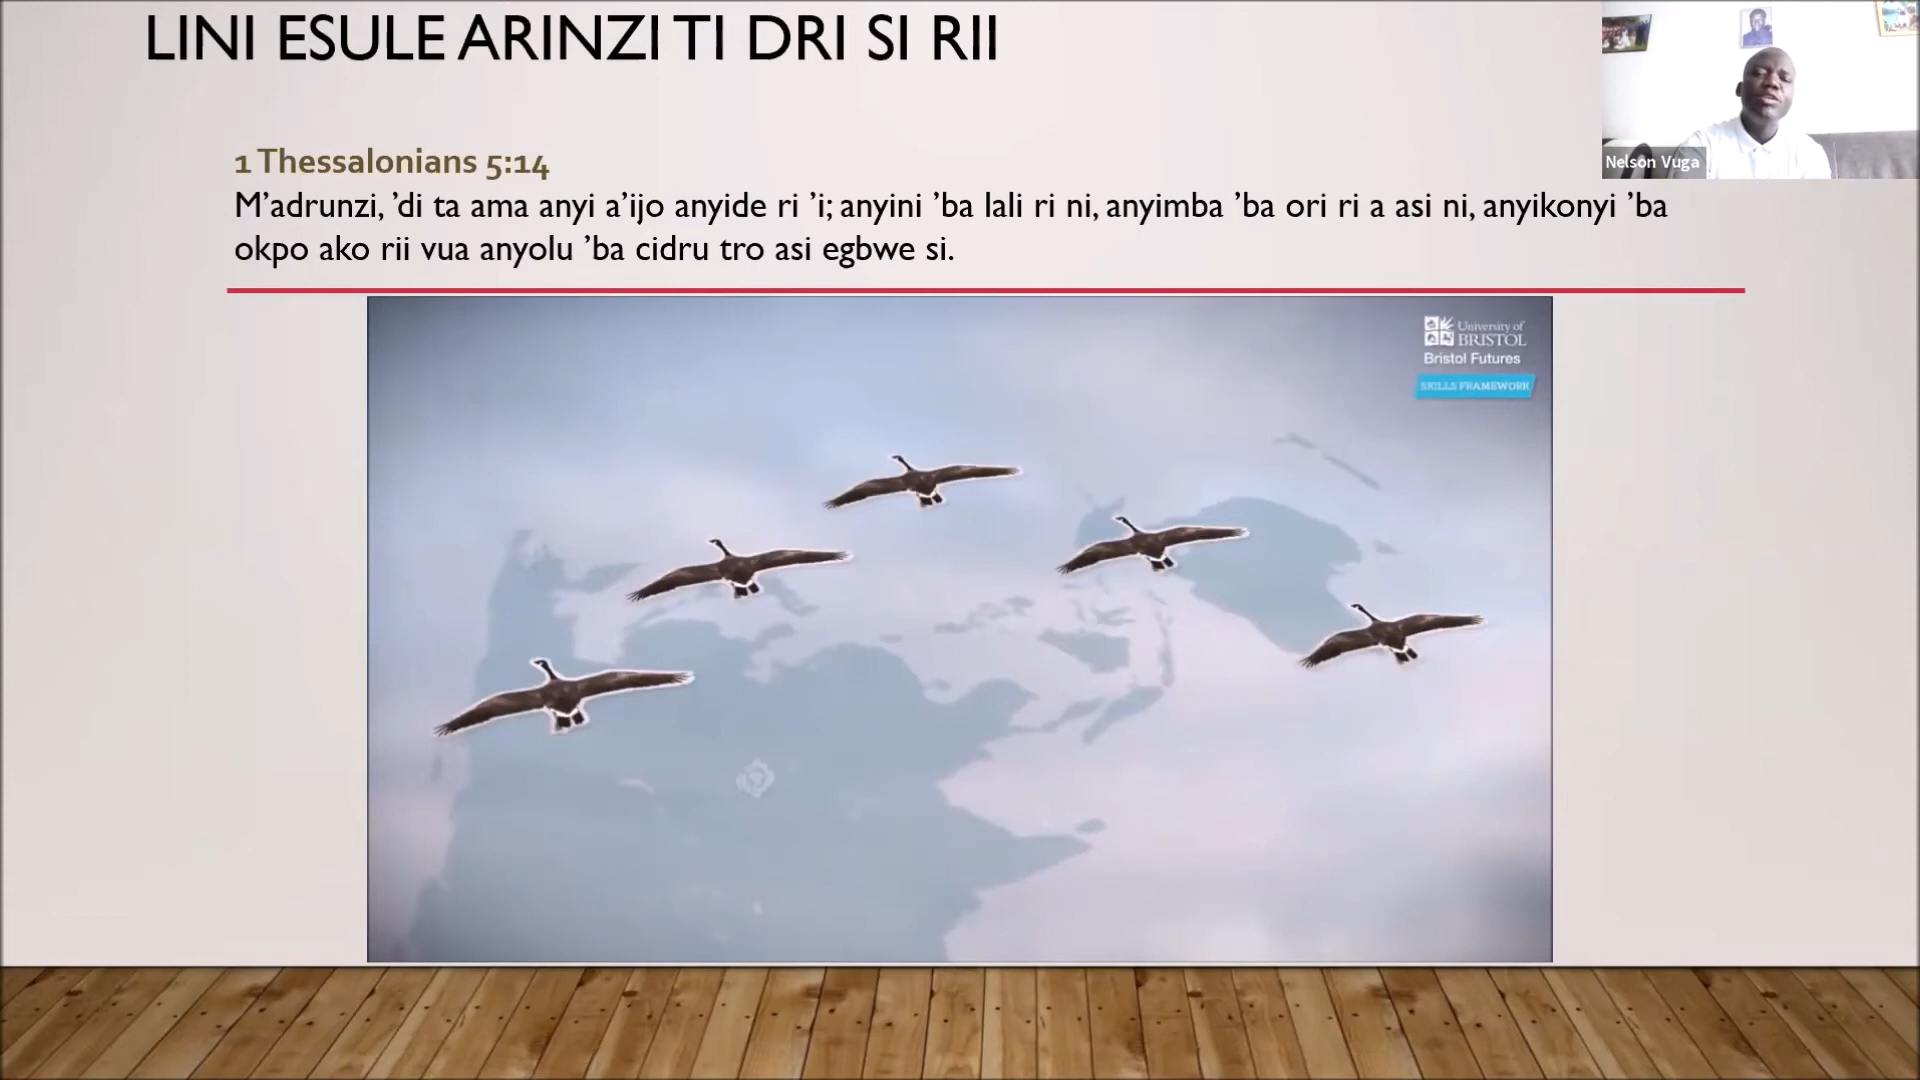 LINI ESULE ARINZI TI DRI SI RII
Nelson Vuga
1 Thessalonians 5:14
M’adrunzi, ’di ta ama anyi a’ijo anyide ri ’i; anyini ’ba lali ri ni, anyimba ’ba ori ri a asi ni, anyikonyi ’ba
okpo ako rii vua anyolu ’ba cidru tro asi egbwe si.
University of
BRISTOL
Bristol Futures
SKILLS FRAMEWORK